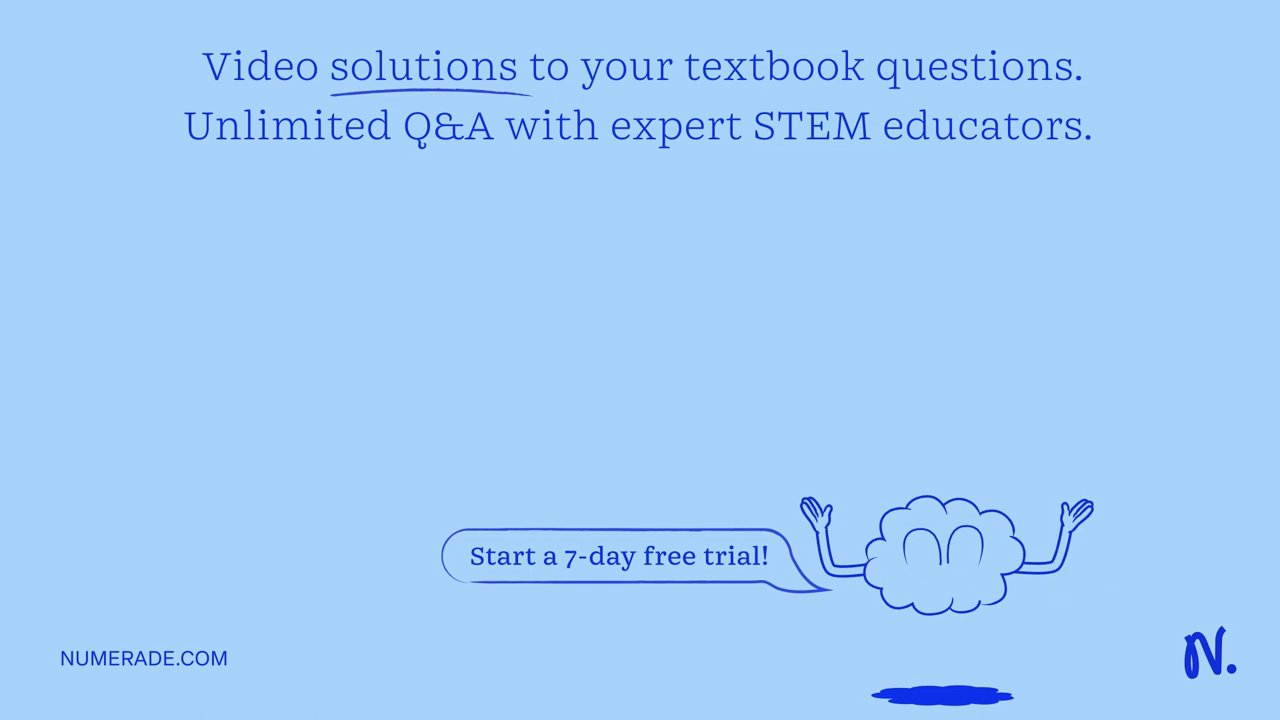 Video solutions to your textbook questions.
Unlimited Q&A with expert STEM educators.
Start a 7-day free trial!
NUMERADE.COM
N.